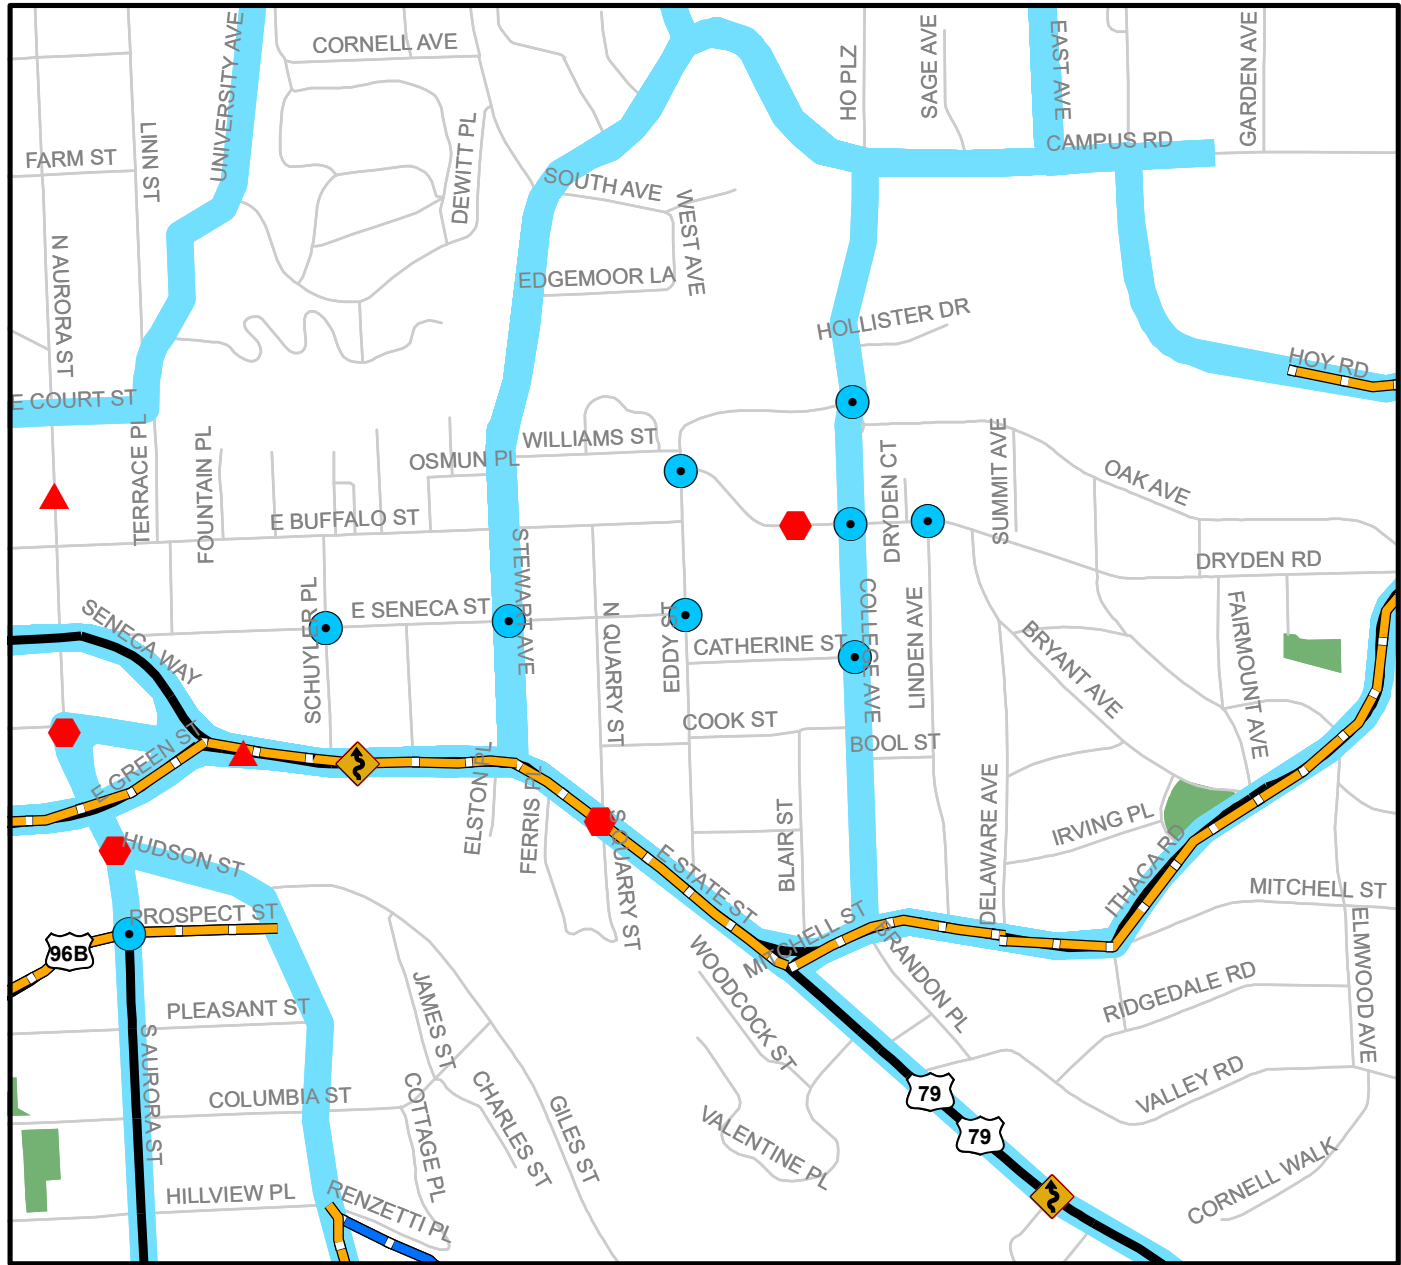 CORNELL AVE
UNIVERSITY AVE
HO PLZ
SAGE AVE
EAST AVE
GARDEN AVE
FARM ST
LINN ST
DEWITT PL
CAMPUS RD
SOUTH AVE
WEST AVE
N AURORA ST
EDGEMOOR LA
HOLLISTER DR
HOY RD
E COURT ST
TERRACE PL
FOUNTAIN PL
WILLIAMS ST
OSMUN PL
DRYDEN CT
SUMMIT AVE
OAK AVE
E BUFFALO ST
STEWART AVE
DRYDEN RD
SENECA WAY
SCHUYLER PL
E SENECA ST
N QUARRY ST
EDDY ST
CATHERINE ST
COLLEGE AVE
LINDEN AVE
BRYANT AVE
FAIRMOUNT AVE
COOK ST
BOOL ST
E GREEN ST
ELSTON PL
FERRIS PL
S QUARRY ST
BLAIR ST
DELAWARE AVE
IRVING PL
ITHACA RD
HUDSON ST
E STATE ST
MITCHELL ST
MITCHELL ST
PROSPECT ST
96B
WOODCOCK ST
BRANDON PL
ELMWOOD AVE
JAMES ST
RIDGEDALE RD
PLEASANT ST
S AURORA ST
COLUMBIA ST
COTTAGE PL
CHARLES ST
GILES ST
VALENTINE PL
79
79
VALLEY RD
HILLVIEW PL
RENZETTI PL
CORNELL WALK